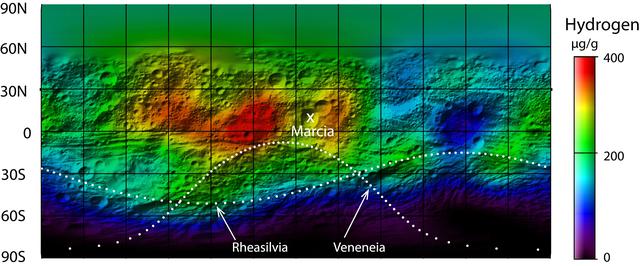 90N
60N
30N
0
30S
60S
90S
x
Marcia
Rheasilvia
Veneneia
Hydrogen
µg/g
400
200
0